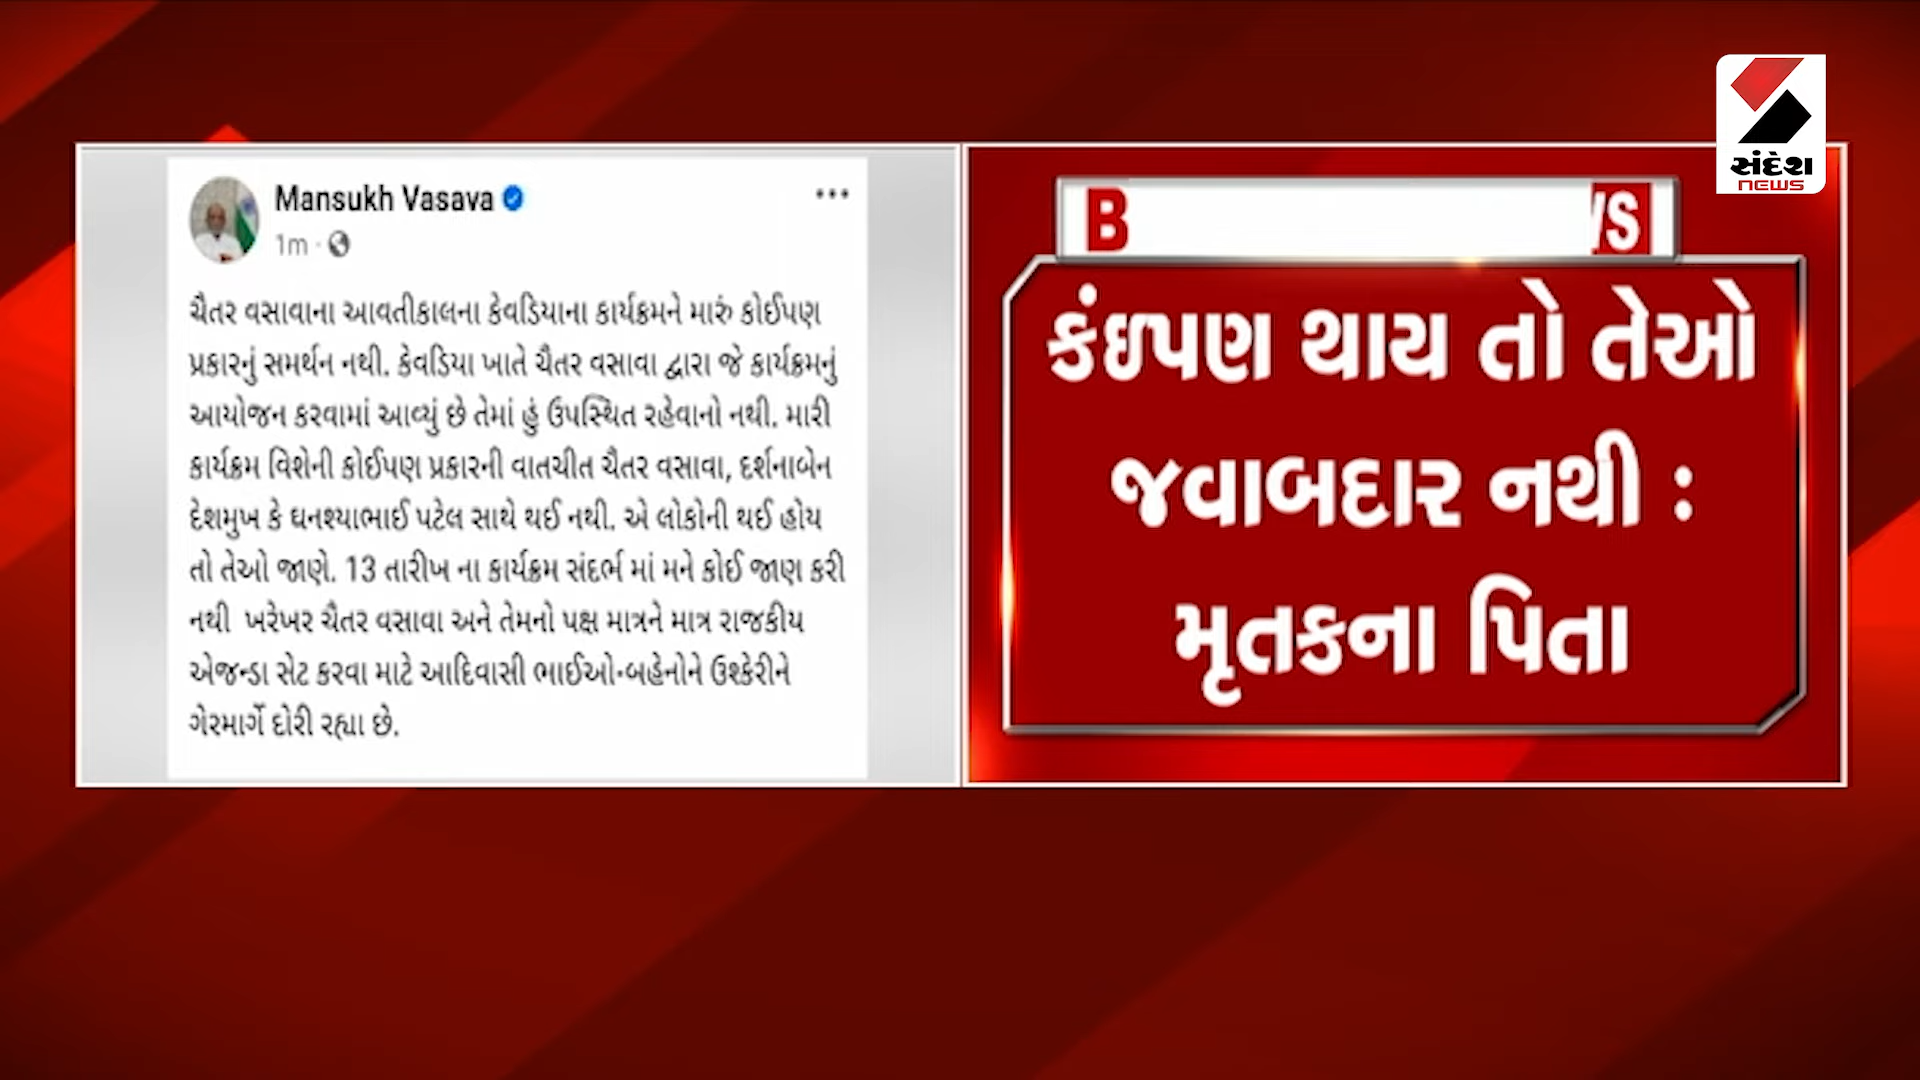 Mansukh Vasava
1m ·
ચૈતર વસાવાના આવતીકાલના કેવડિયાના કાર્યક્રમને મારું કોઈપણ
પ્રકારનું સમર્થન નથી. કેવડિયા ખાતે ચૈતર વસાવા દ્વારા જે કાર્યક્રમનું
આયોજન કરવામાં આવ્યું છે તેમાં હું ઉપસ્થિત રહેવાનો નથી. મારી
કાર્યક્રમ વિશેની કોઈપણ પ્રકારની વાતચીત ચૈતર વસાવા, દર્શનાબેન
દેશમુખ કે ઘનશ્યાભાઈ પટેલ સાથે થઈ નથી. એ લોકોની થઈ હોય
તો તેઓ જાણે. 13 તારીખ ના કાર્યક્રમ સંદર્ભ માં મને કોઈ જાણ કરી
નથી ખરેખર ચૈતર વસાવા અને તેમનો પક્ષ માત્રને માત્ર રાજકીય
એજન્ડા સેટ કરવા માટે આદિવાસી ભાઈઓ-બહેનોને ઉશ્કેરીને
ગેરમાર્ગે દોરી રહ્યા છે.
સંદેશ
NEWS
B
કંઇપણ થાય તો તેઓ
જવાબદાર નથી :
મૃતકના પિતા